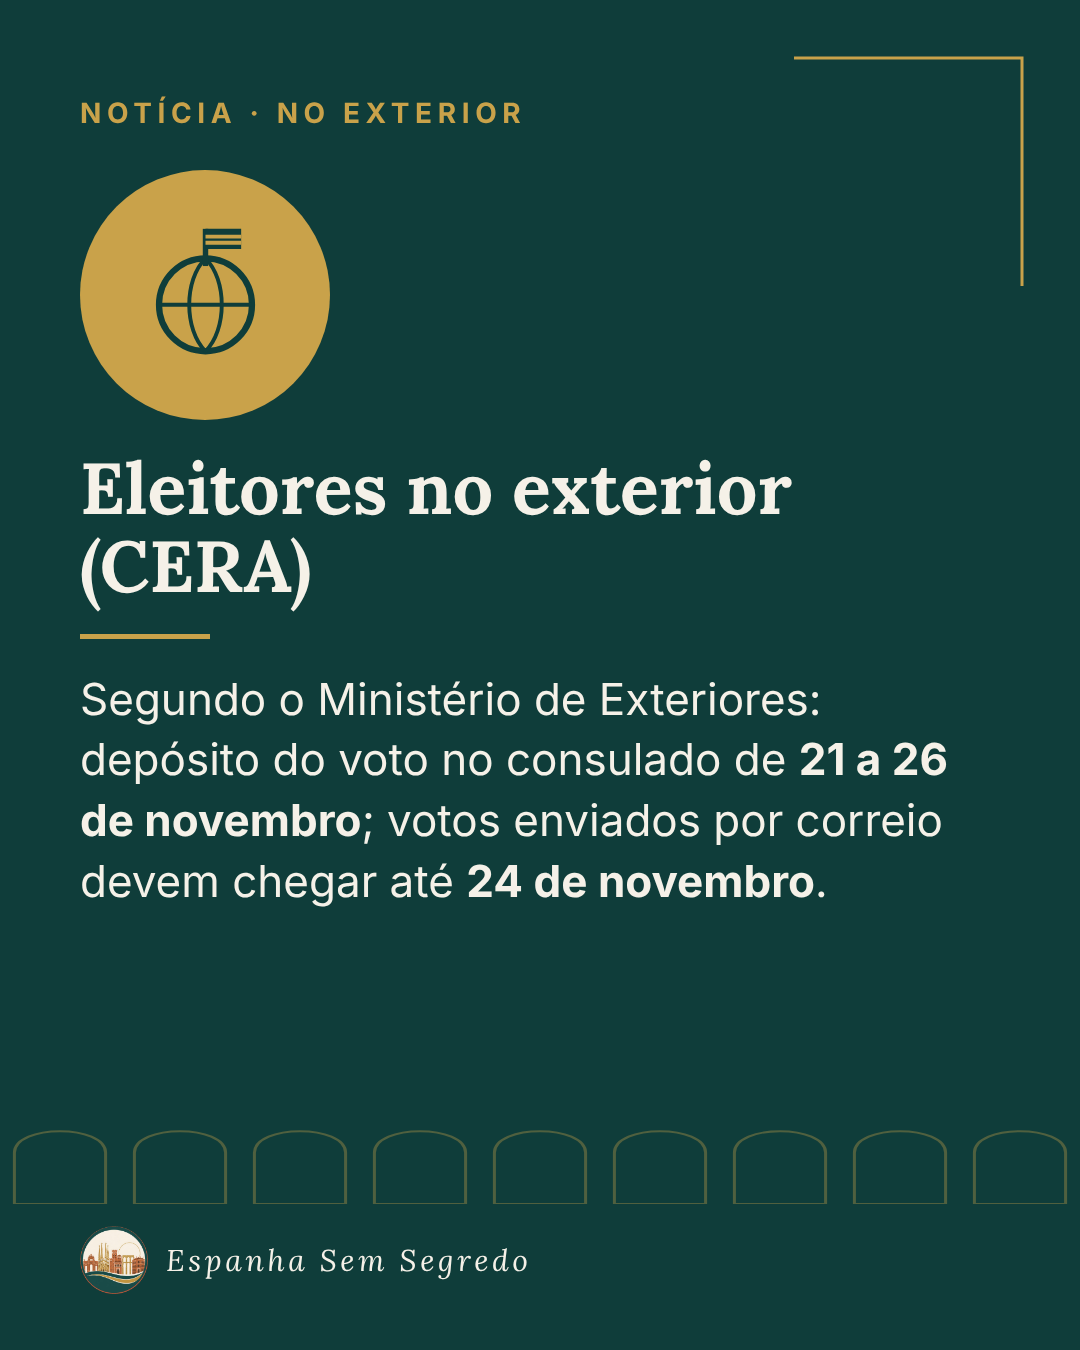 NOTÍCIA · NO EXTERIOR
Eleitores no exterior
(CERA)
Segundo o Ministério de Exteriores:
depósito do voto no consulado de 21 a 26
de novembro; votos enviados por correio
devem chegar até 24 de novembro.
Espanha Sem Segredo